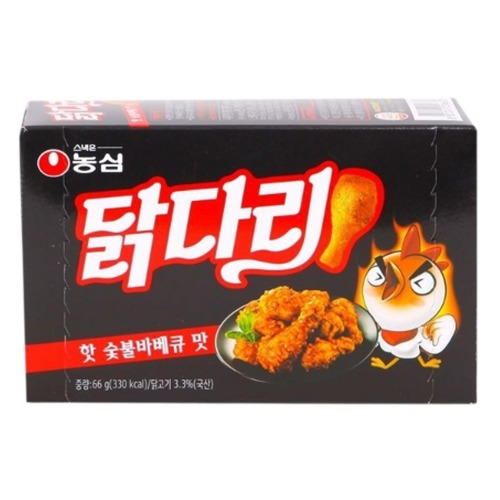 스낵은
농심
닭다리
핫 숯불바베큐 맛
중량:66 g(330 kcal)/닭고기 3.3%(국산)